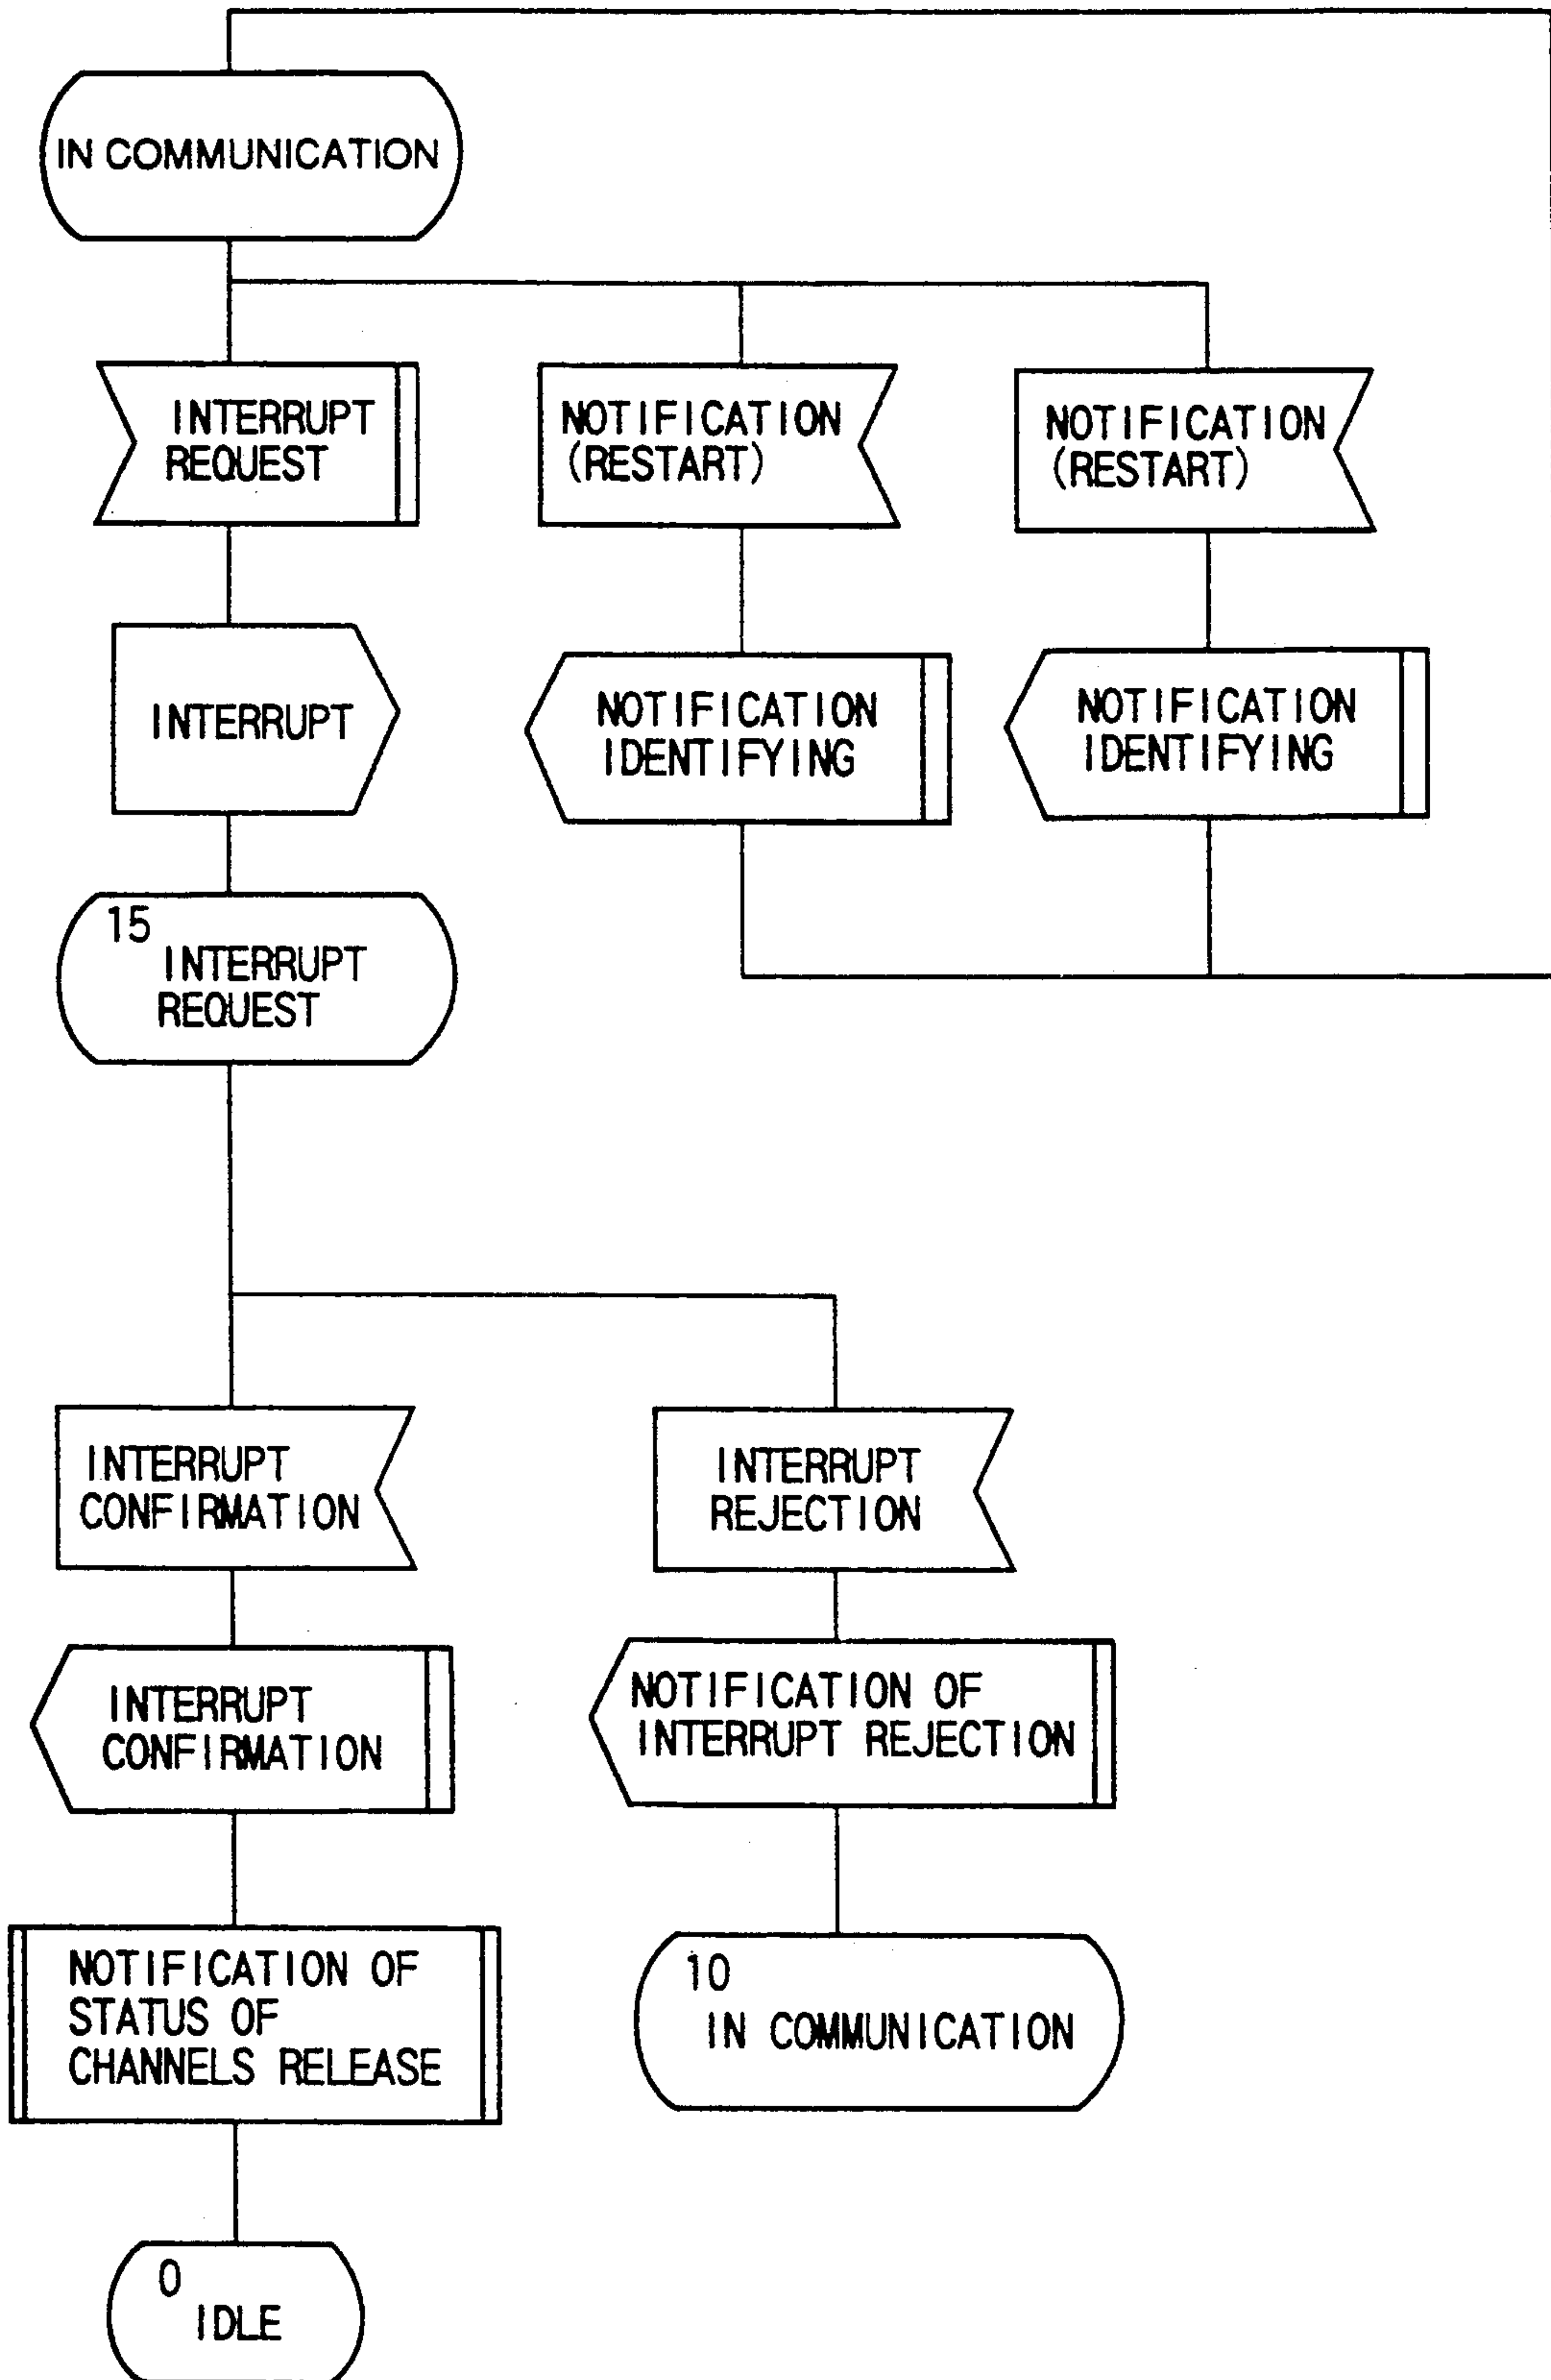 IN COMMUNICATION
INTERRUPT
REQUEST
NOTIFICATION
(RESTART)
NOTIFICATION
(RESTART)
INTERRUPT
NOTIFICATION
IDENTIFYING
NOTIFICATION
IDENTIFYING
15
INTERRUPT
REQUEST
INTERRUPT
CONFIRMATION
INTERRUPT
REJECTION
INTERRUPT
CONFIRMATION
NOTIFICATION OF
INTERRUPT REJECTION
NOTIFICATION OF
STATUS OF
CHANNELS RELEASE
10
IN COMMUNICATION
0
IDLE